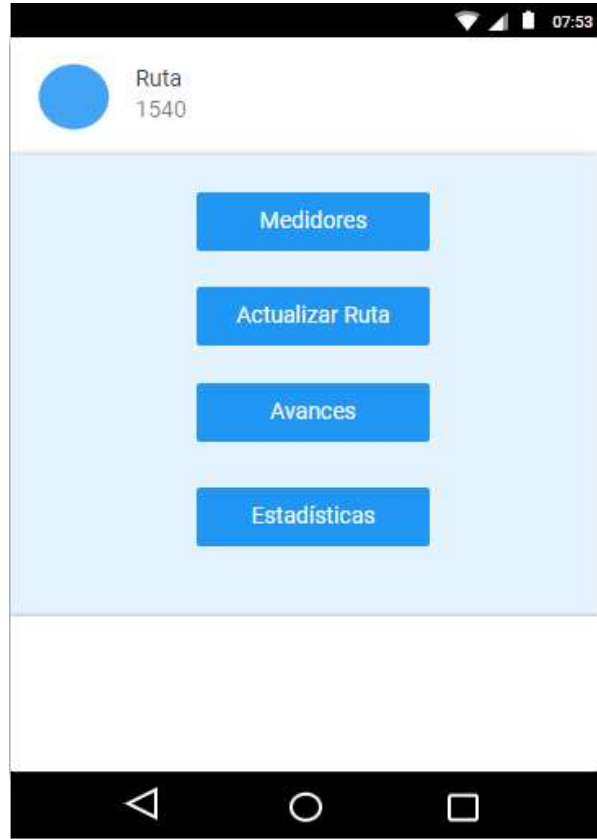 07:53
Ruta
1540
Medidores
Actualizar Ruta
Avances
Estadísticas